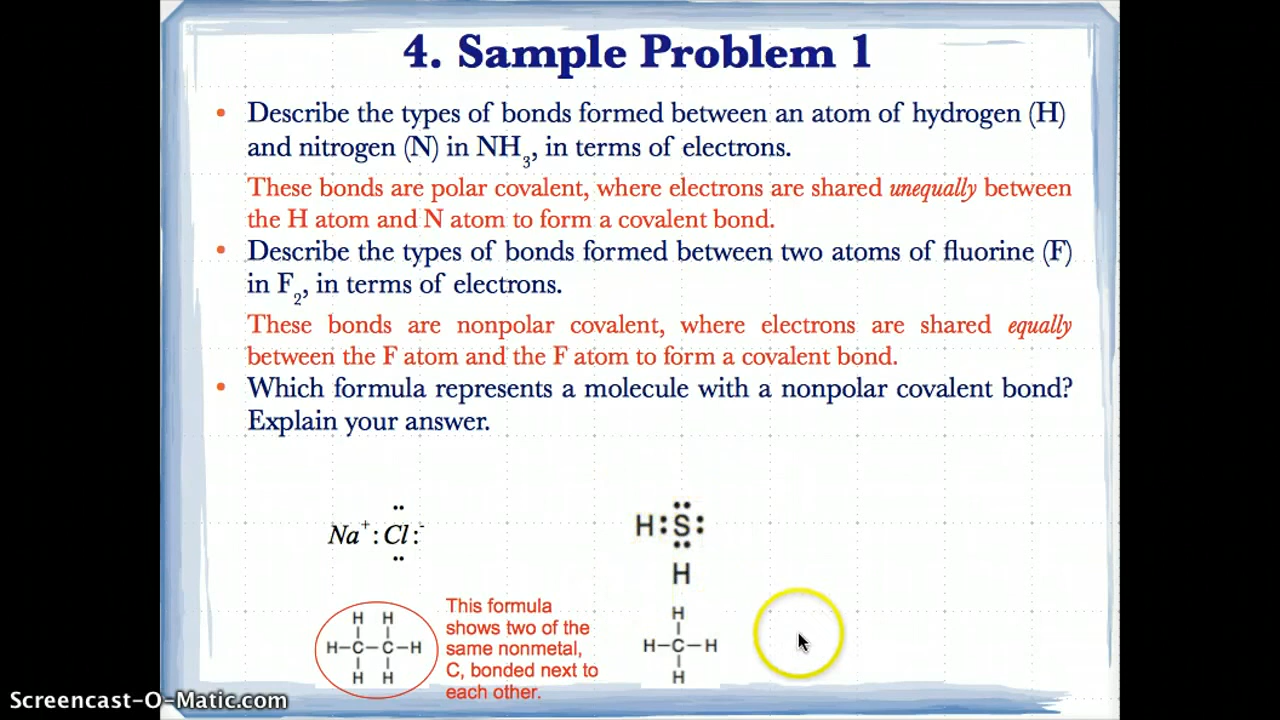 4. Sample Problem 1
• Describe the types of bonds formed between an atom of hydrogen (H)
and nitrogen (N) in NH3, in terms of electrons.
These bonds are polar covalent, where electrons are shared unequally between
the H atom and N atom to form a covalent bond.
• Describe the types of bonds formed between two atoms of fluorine (F)
in F2, in terms of electrons.
These bonds are nonpolar covalent, where electrons are shared equally
between the F atom and the F atom to form a covalent bond.
• Which formula represents a molecule with a nonpolar covalent bond?
Explain your answer.
Na+ :Cl:-
H:S:
H
H H
H-C-C-H
H H
This formula
shows two of the
same nonmetal,
C, bonded next to
each other.
H
H-C-H
H
Screencast-O-Matic.com